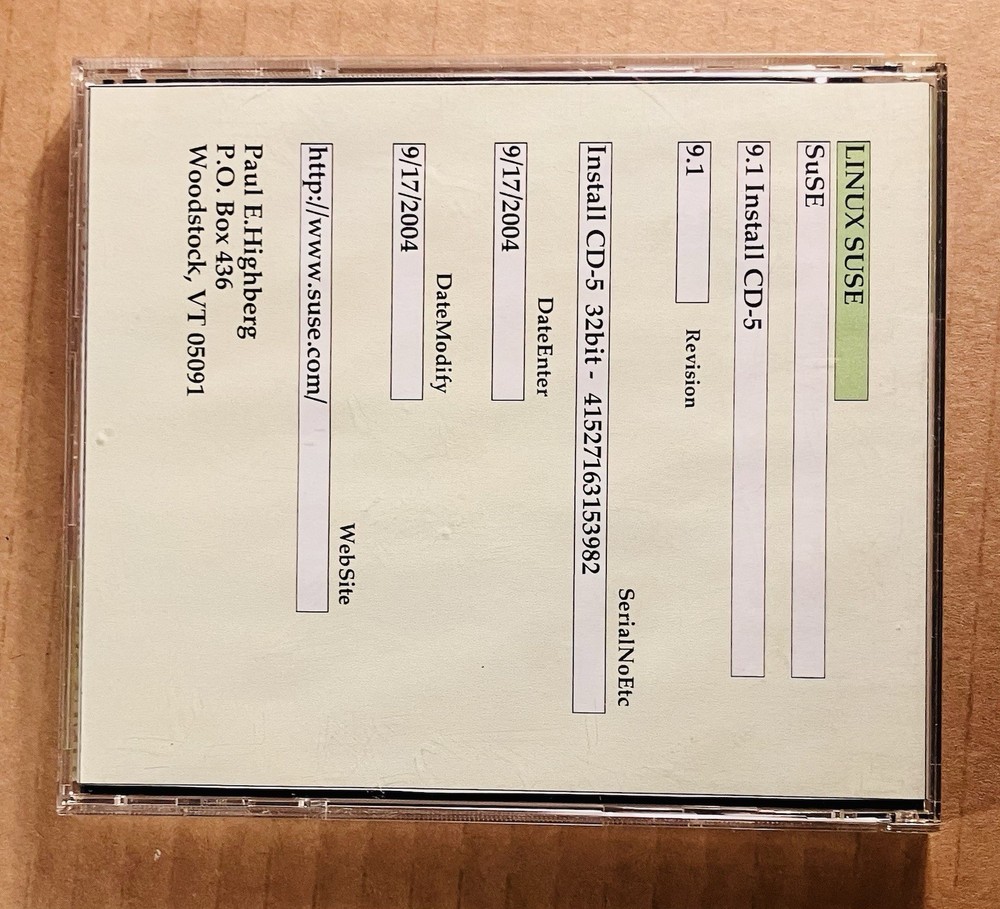 LINUX SUSE
SuSE
9.1 Install CD-5
9.1 Revision
SerialNoEtc
Install CD-5 32bit - 41527163153982
DateEnter
9/17/2004
DateModify
9/17/2004
WebSite
http://www.suse.com/
Paul E.Highberg
P.O. Box 436
Woodstock, VT 05091